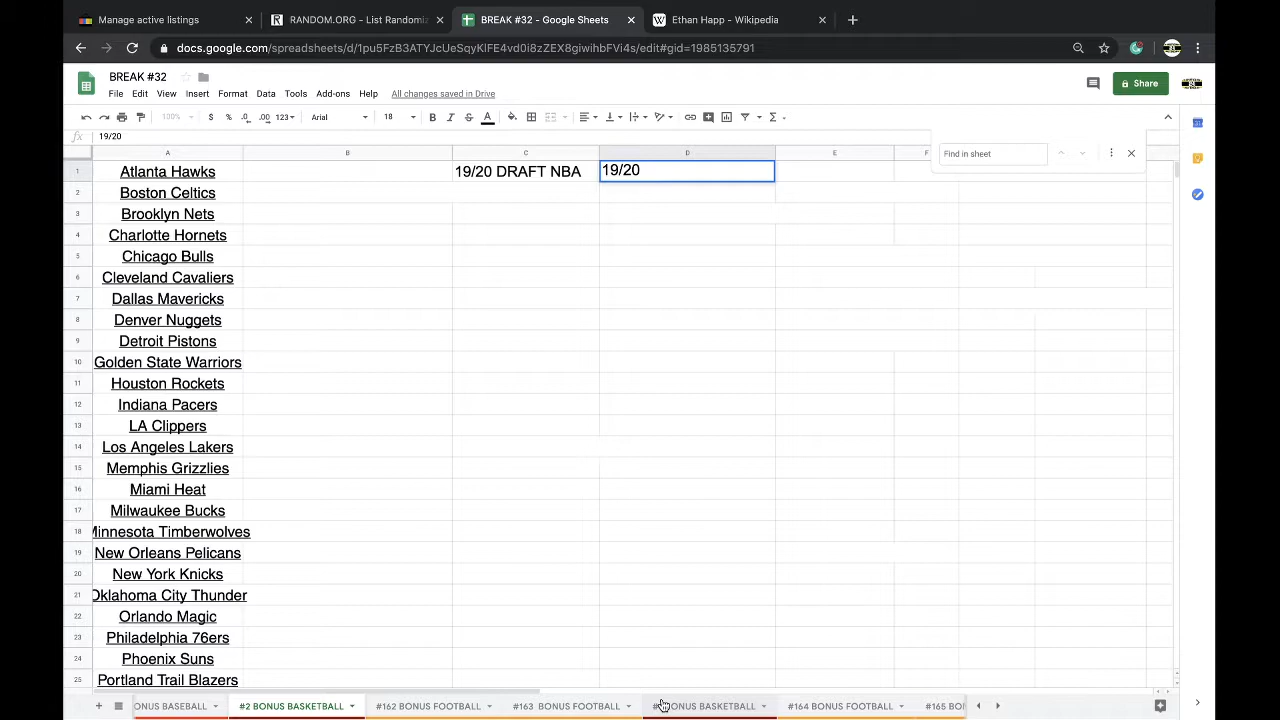 Manage active listings
RANDOM.ORG - List Randomiz
BREAK #32 - Google Sheets
Ethan Happ - Wikipedia
docs.google.com/spreadsheets/d/1pu5FzB3ATYJcUeSqyKlFE4vd0i8zZEX8giwihbFVi4s/edit#gid=1985135791
BREAK #32
File Edit View Insert Format Data Tools Add-ons Help All changes saved in Drive
Share
100% $ % .0 .00 123 Arial 18 B I S A
fx 19/20
Find in sheet
A B C D E F
1 Atlanta Hawks 19/20 DRAFT NBA 19/20
2 Boston Celtics
3 Brooklyn Nets
4 Charlotte Hornets
5 Chicago Bulls
6 Cleveland Cavaliers
7 Dallas Mavericks
8 Denver Nuggets
9 Detroit Pistons
10 Golden State Warriors
11 Houston Rockets
12 Indiana Pacers
13 LA Clippers
14 Los Angeles Lakers
15 Memphis Grizzlies
16 Miami Heat
17 Milwaukee Bucks
18 Minnesota Timberwolves
19 New Orleans Pelicans
20 New York Knicks
21 Oklahoma City Thunder
22 Orlando Magic
23 Philadelphia 76ers
24 Phoenix Suns
25 Portland Trail Blazers
ONUS BASEBALL #2 BONUS BASKETBALL #162 BONUS FOOTBALL #163 BONUS FOOTBALL BONUS BASKETBALL #164 BONUS FOOTBALL #165 BO